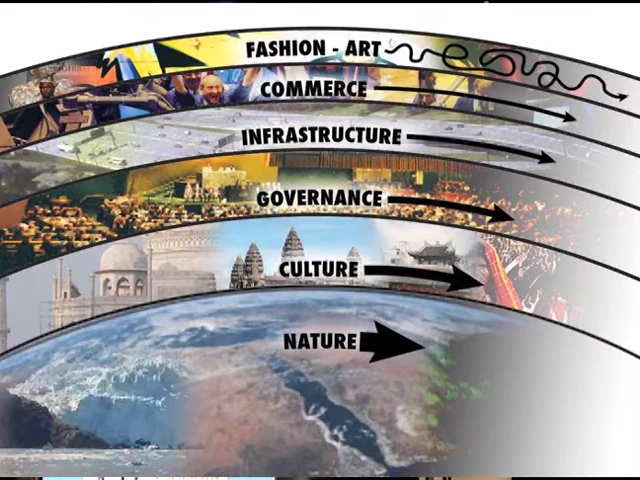 FASHION - ART
COMMERCE
INFRASTRUCTURE
GOVERNANCE
CULTURE
NATURE